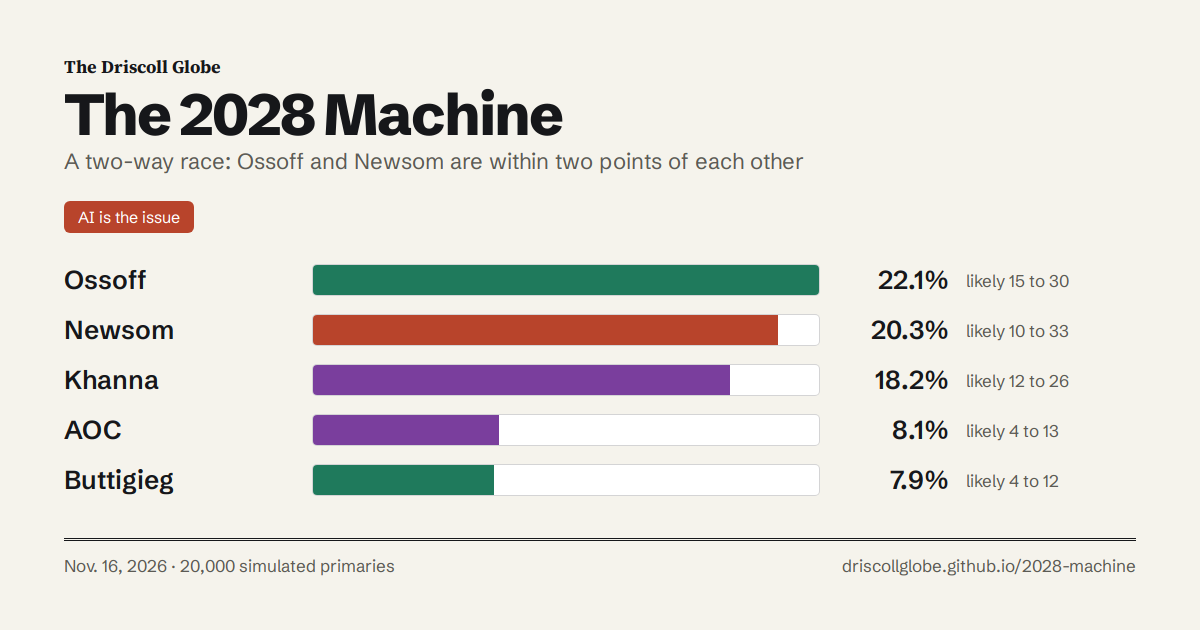 The Driscoll Globe
The 2028 Machine
A two-way race: Ossoff and Newsom are within two points of each other
AI is the issue
Ossoff 22.1% likely 15 to 30
Newsom 20.3% likely 10 to 33
Khanna 18.2% likely 12 to 26
AOC 8.1% likely 4 to 13
Buttigieg 7.9% likely 4 to 12
Nov. 16, 2026 · 20,000 simulated primaries driscollglobe.github.io/2028-machine